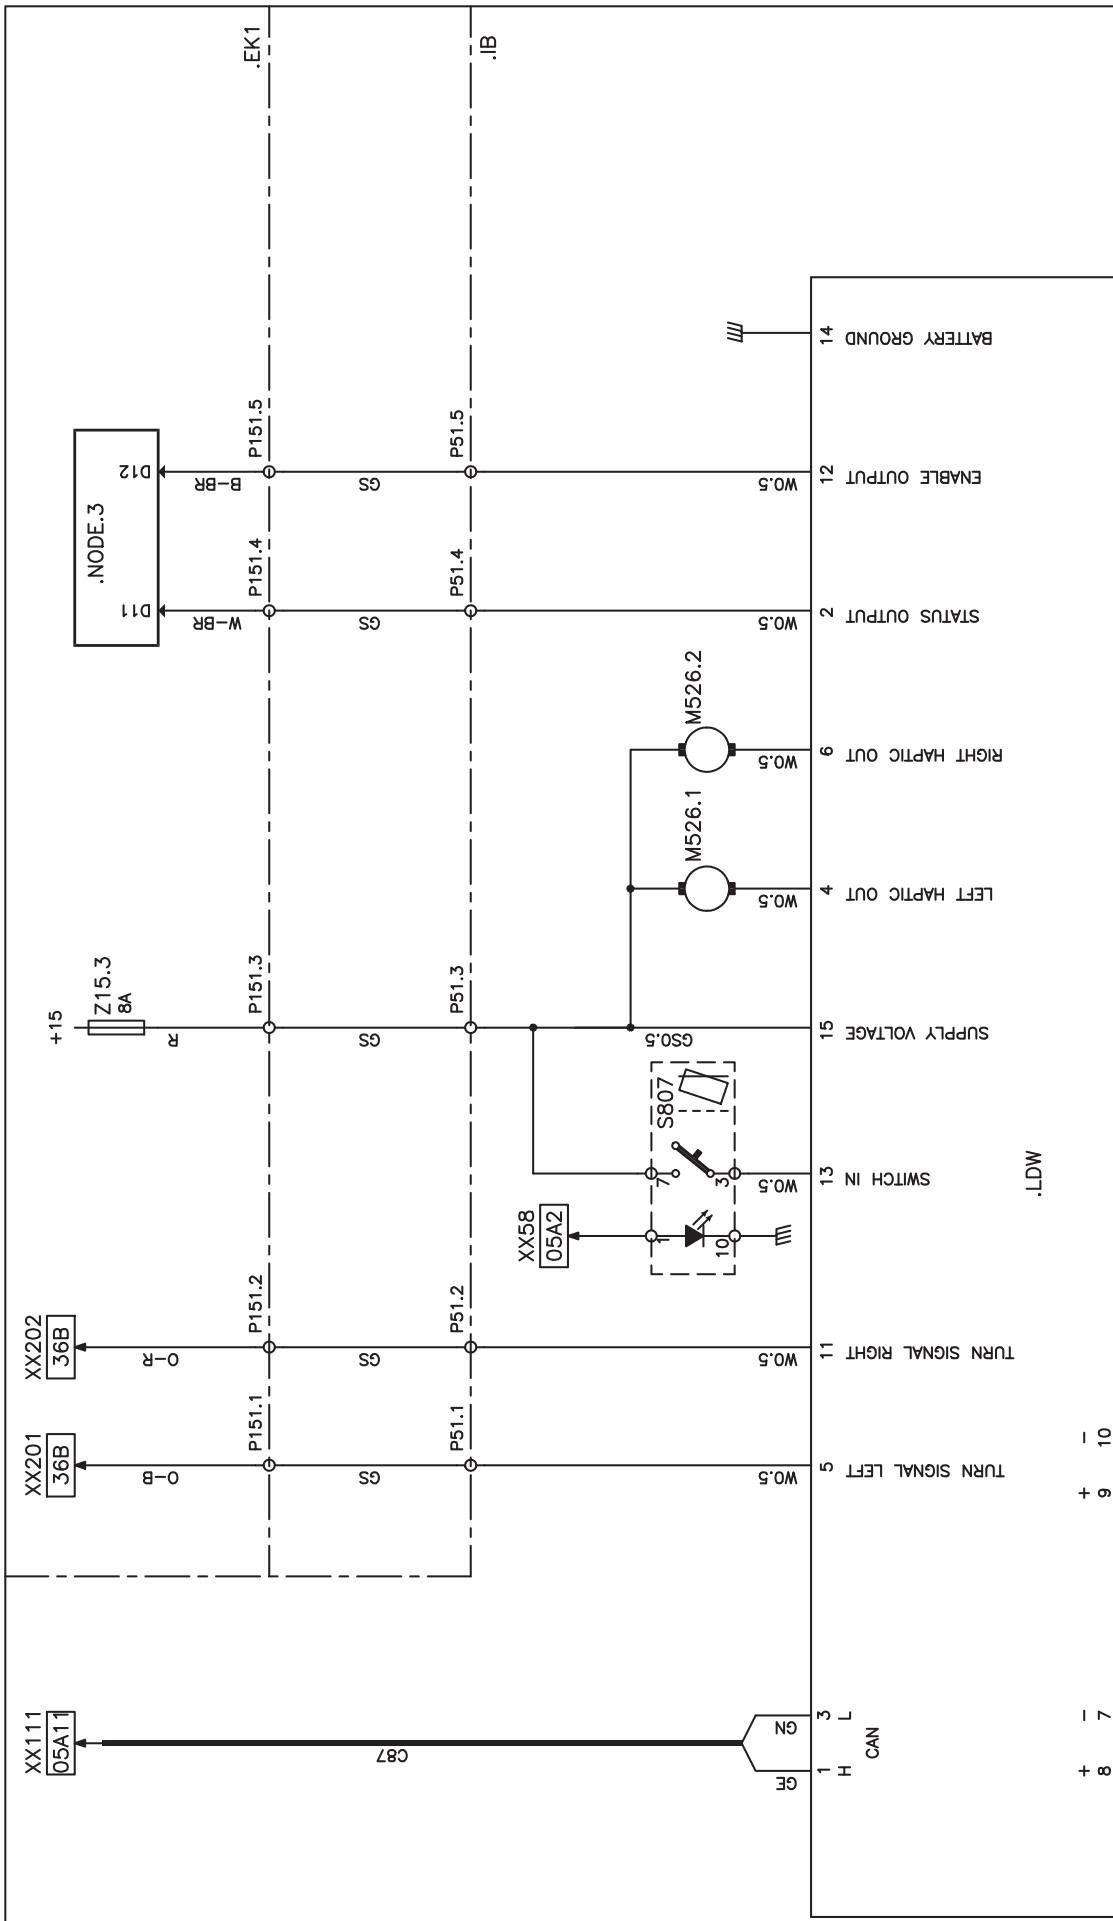 .EK1
.IB
XX111
05A11
C87
GN
GE
1
H
3
L
CAN
+
8
-
7
XX201
36B
O-B
P151.1
GS
P51.1
W0.5
5
TURN SIGNAL LEFT
+
9
-
10
XX202
36B
O-R
P151.2
GS
P51.2
W0.5
11
TURN SIGNAL RIGHT
XX58
05A2
1
10
S807
7
3
W0.5
13
SWITCH IN
.LDW
+15
Z15.3
8A
R
P151.3
GS
P51.3
GS0.5
15
SUPPLY VOLTAGE
M526.1
W0.5
4
LEFT HAPTIC OUT
M526.2
W0.5
6
RIGHT HAPTIC OUT
.NODE.3
D11
W-BR
P151.4
GS
P51.4
W0.5
2
STATUS OUTPUT
D12
B-BR
P151.5
GS
P51.5
W0.5
12
ENABLE OUTPUT
14
BATTERY GROUND